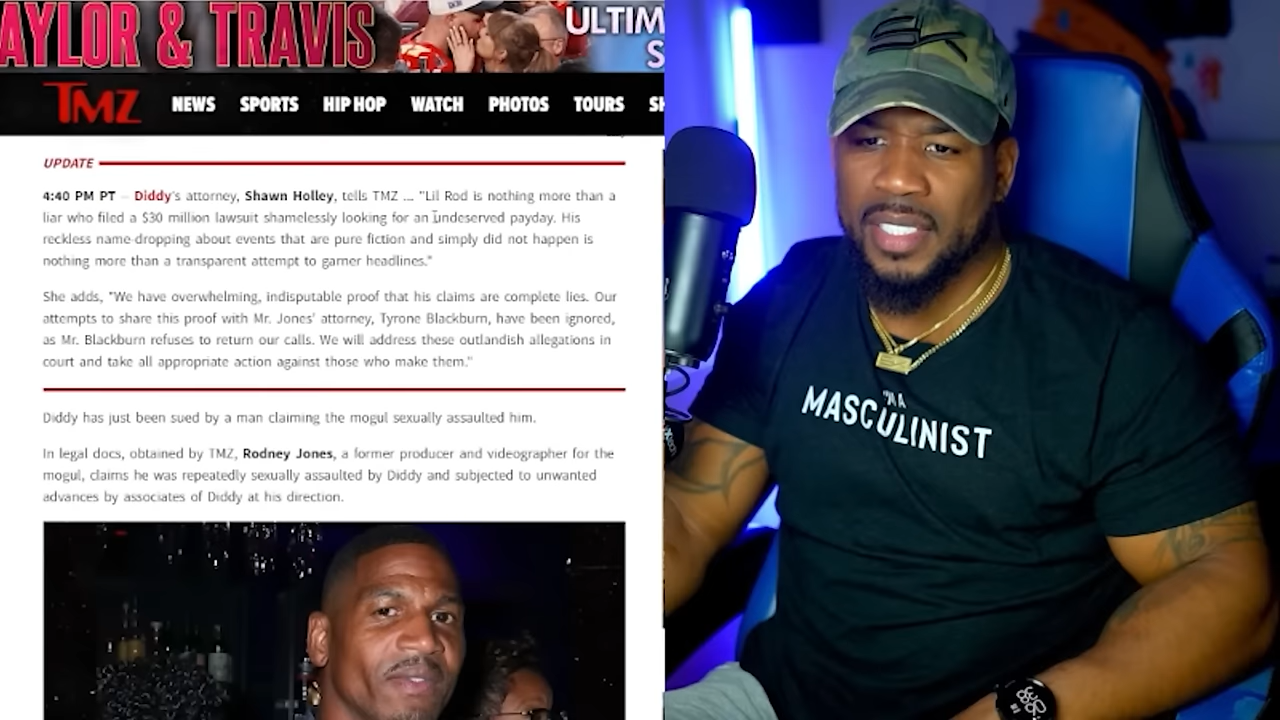 AYLOR & TRAVIS
ULTIM
S
TMZ
NEWS SPORTS HIP HOP WATCH PHOTOS TOURS SH
UPDATE
4:40 PM PT -- Diddy's attorney, Shawn Holley, tells TMZ ... "Lil Rod is nothing more than a
liar who filed a $30 million lawsuit shamelessly looking for an undeserved payday. His
reckless name-dropping about events that are pure fiction and simply did not happen is
nothing more than a transparent attempt to garner headlines."
She adds, "We have overwhelming, indisputable proof that his claims are complete lies. Our
attempts to share this proof with Mr. Jones' attorney, Tyrone Blackburn, have been ignored,
as Mr. Blackburn refuses to return our calls. We will address these outlandish allegations in
court and take all appropriate action against those who make them."
Diddy has just been sued by a man claiming the mogul sexually assaulted him.
In legal docs, obtained by TMZ, Rodney Jones, a former producer and videographer for the
mogul, claims he was repeatedly sexually assaulted by Diddy and subjected to unwanted
advances by associates of Diddy at his direction.
MASCULINIST